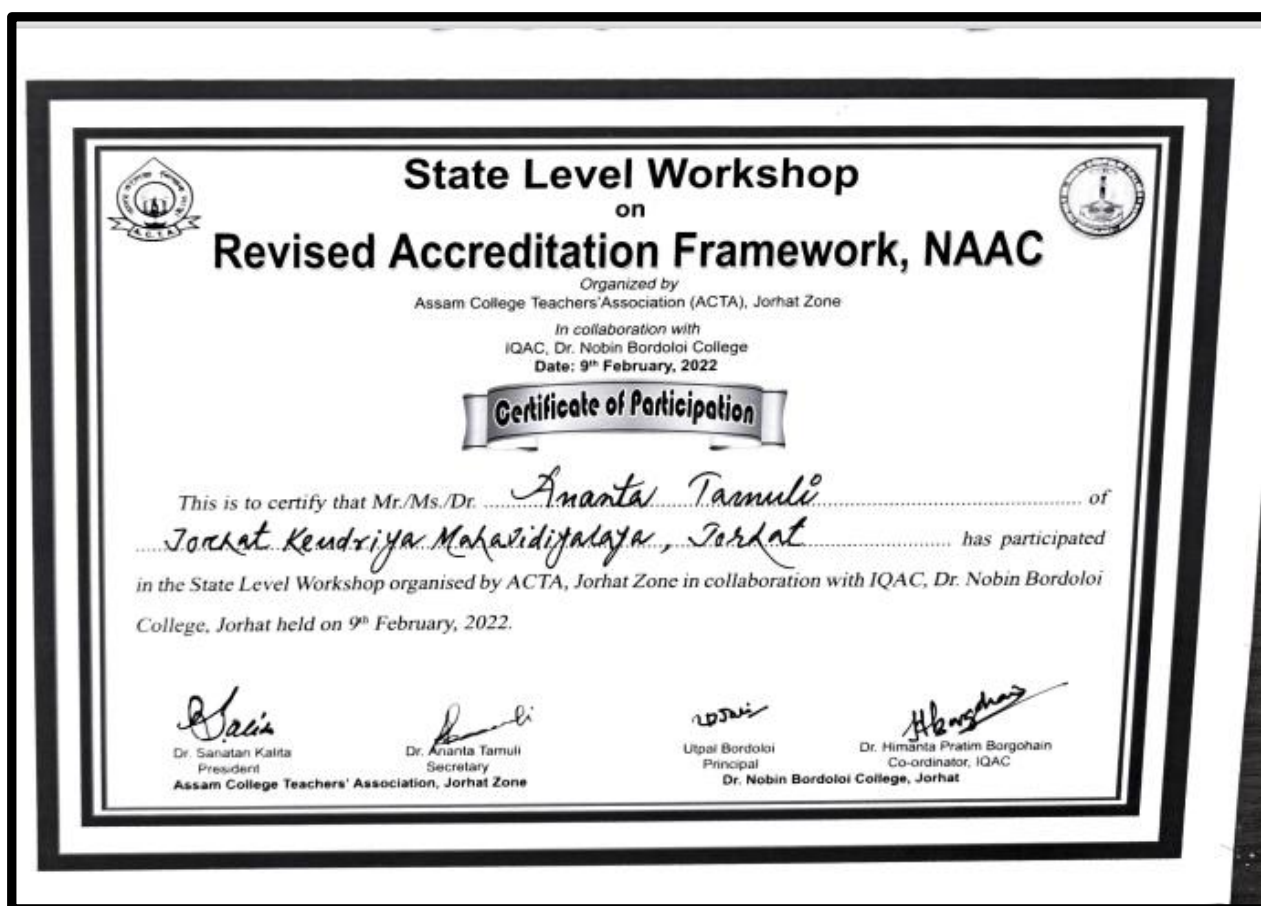 State Level Workshop
on
Revised Accreditation Framework, NAAC
Organized by
Assam College Teachers'Association (ACTA), Jorhat Zone
In collaboration with
IQAC, Dr. Nobin Bordoloi College
Date: 9th February, 2022
Certificate of Participation
This is to certify that Mr./Ms./Dr. Ananta Tamuli of
Jorhat Kendriya Mahavidiyalaya, Jorhat has participated
in the State Level Workshop organised by ACTA, Jorhat Zone in collaboration with IQAC, Dr. Nobin Bordoloi
College, Jorhat held on 9th February, 2022.
Dr. Sanatan Kalita
President
Dr. Ananta Tamuli
Secretary
Assam College Teachers' Association, Jorhat Zone
Utpal Bordoloi
Principal
Dr. Himanta Pratim Borgohain
Co-ordinator, IQAC
Dr. Nobin Bordoloi College, Jorhat
A.C.T.A.